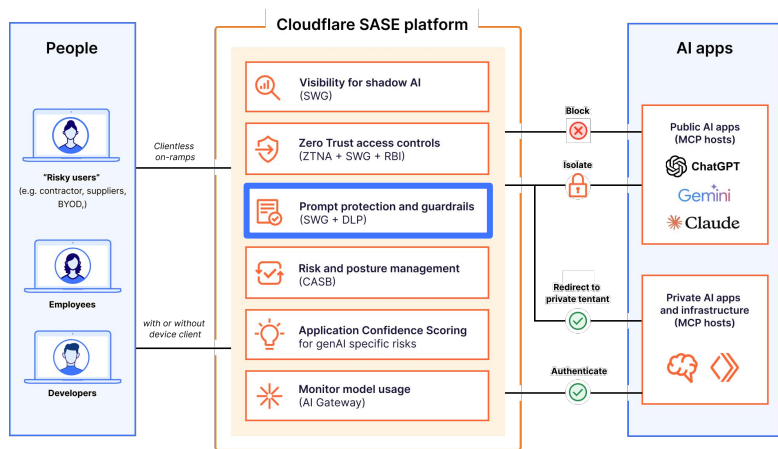 People
"Risky users"
(e.g. contractor, suppliers,
BYOD,)
Employees
Developers
Clientless
on-ramps
with or without
device client
Cloudflare SASE platform
Visibility for shadow AI
(SWG)
Zero Trust access controls
(ZTNA + SWG + RBI)
Prompt protection and guardrails
(SWG + DLP)
Risk and posture management
(CASB)
Application Confidence Scoring
for genAI specific risks
Monitor model usage
(AI Gateway)
Block
Isolate
Redirect to
private tentant
Authenticate
AI apps
Public AI apps
(MCP hosts)
ChatGPT
Gemini
Claude
Private AI apps
and infrastructure
(MCP hosts)